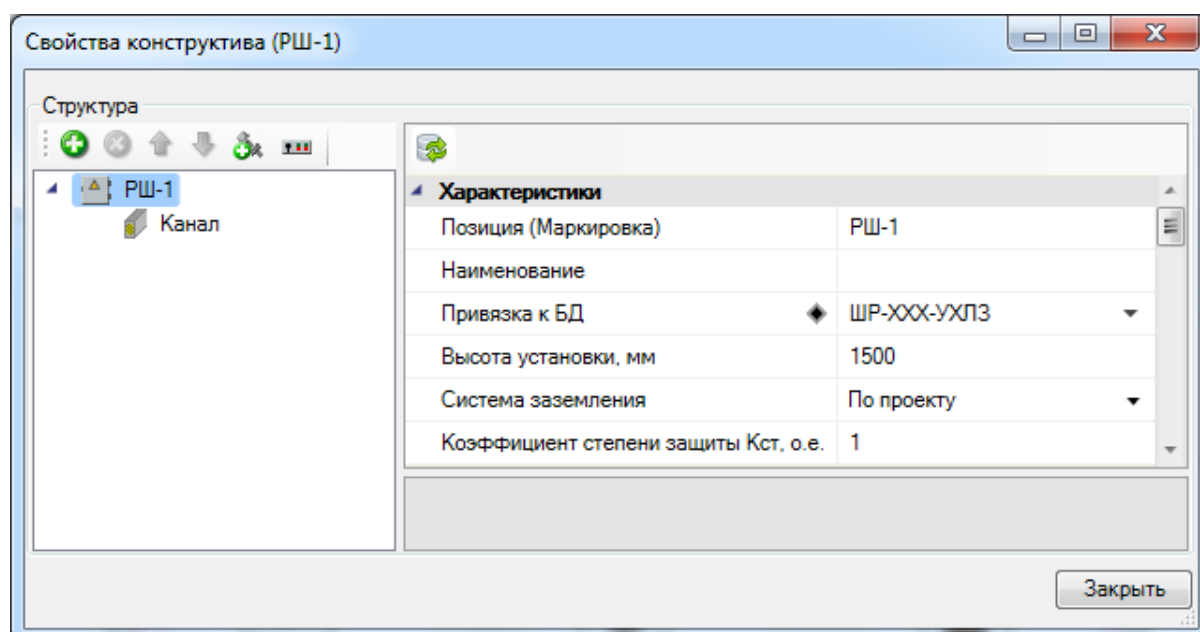 Свойства конструктива (РШ-1)
Структура
РШ-1
Канал
Характеристики
Позиция (Маркировка) РШ-1
Наименование
Привязка к БД ШР-ХХХ-УХЛ3
Высота установки, мм 1500
Система заземления По проекту
Коэффициент степени защиты Кст, о.е. 1
Закрыть